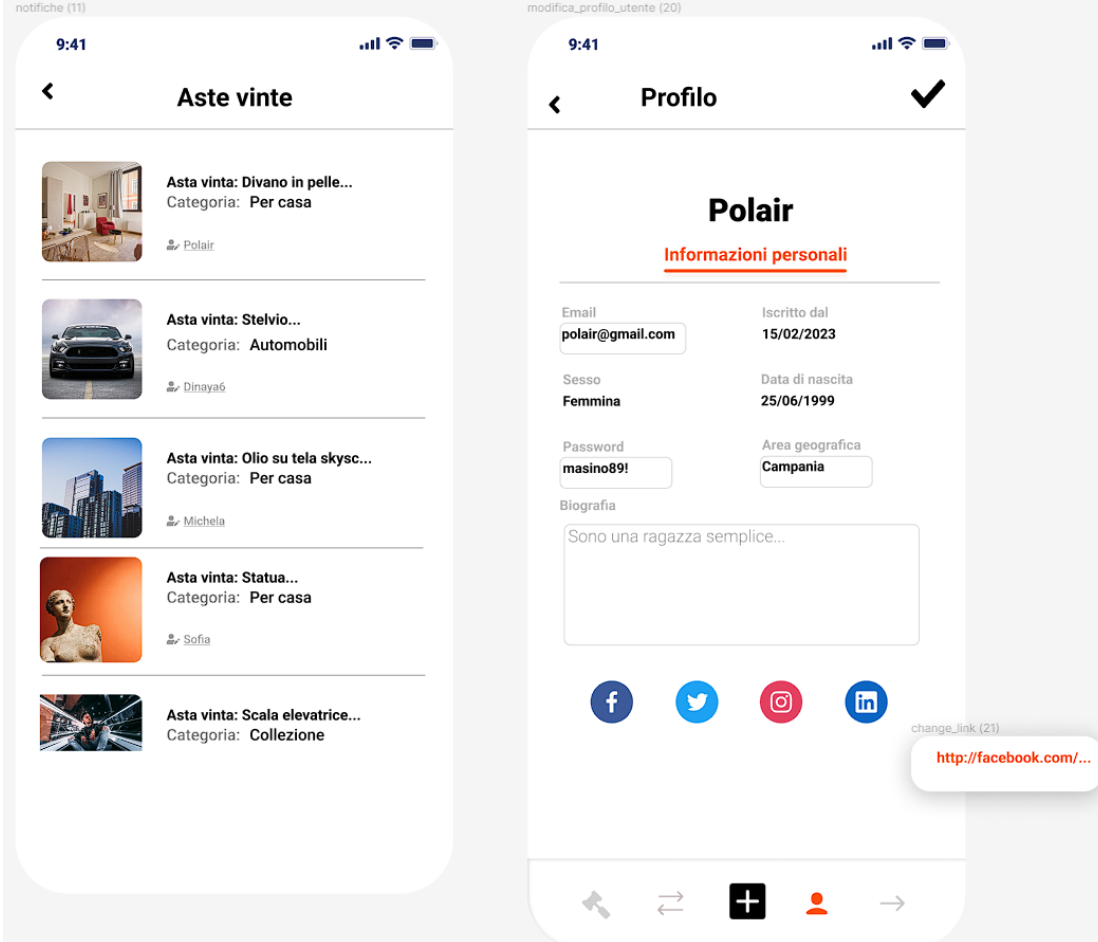 notifiche (11)
9:41
Aste vinte
Asta vinta: Divano in pelle...
Categoria: Per casa
Polair
Asta vinta: Stelvio...
Categoria: Automobili
Dinaya6
Asta vinta: Olio su tela skysc...
Categoria: Per casa
Michela
Asta vinta: Statua...
Categoria: Per casa
Sofia
Asta vinta: Scala elevatrice...
Categoria: Collezione
modifica_profilo_utente (20)
9:41
Profilo
Polair
Informazioni personali
Email
polair@gmail.com
Iscritto dal
15/02/2023
Sesso
Femmina
Data di nascita
25/06/1999
Password
masino89!
Area geografica
Campania
Biografia
Sono una ragazza semplice...
change_link (21)
http://facebook.com/...